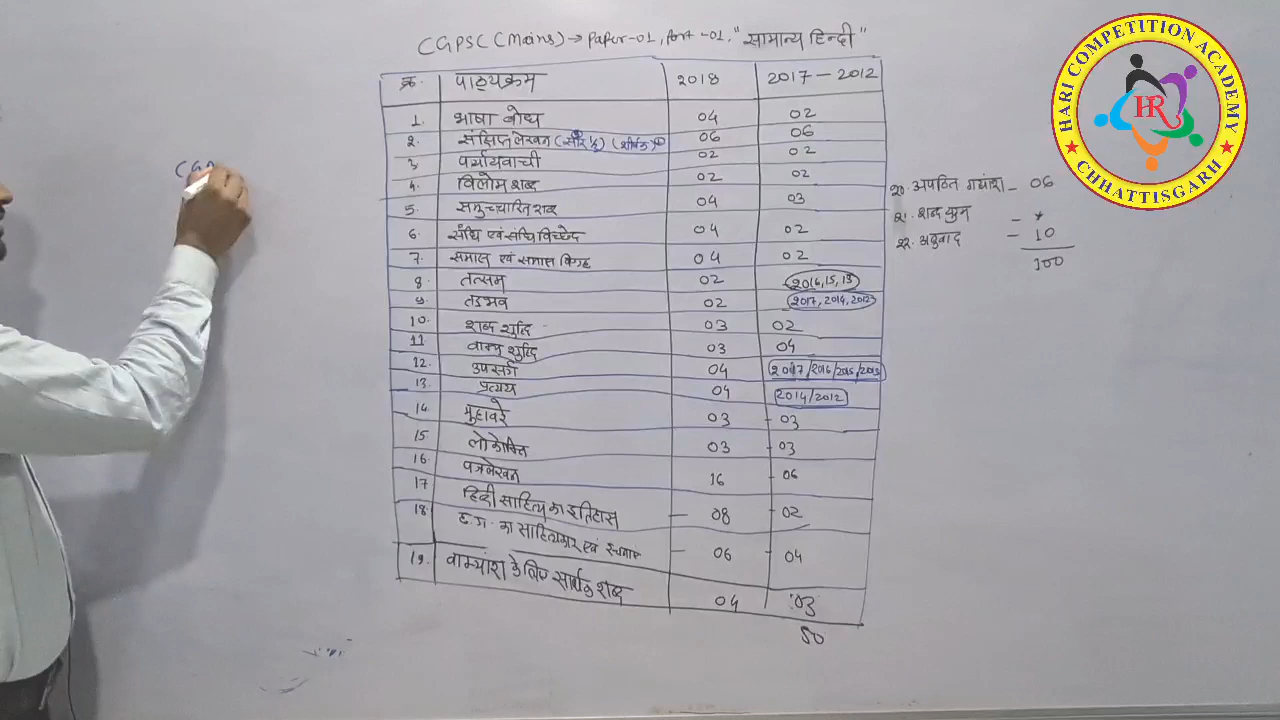 CGPSC (Mains) → Paper-01, Part-01. "सामान्य हिन्दी"
क्र. पाठ्यक्रम 2018 2017 – 2012
1. भाषा बोध 04 02
2. संक्षिप्त लेखन (सार ⅓) (शीर्षक) 06 06
3 पर्यायवाची 02 02
4. विलोम शब्द 02 02
5. समुच्चारित शब्द 04 03
6. संधि एवं संधि विच्छेद 04 02
7. समास एवं समास विग्रह 04 02
8 तत्सम 02 2016, 15, 13
9. तद्भव 02 2017, 2014, 2012
10. शब्द शुद्धि 03 02
11 वाक्य शुद्धि 03 04
12. उपसर्ग 04 2017/2016/2015/2013
13. प्रत्यय 04 2014/2012
14. मुहावरे 03 - 03
15 लोकोक्ति 03 - 03
16. पत्रलेखन 16 - 06
17 हिंदी साहित्य का इतिहास – 08 - 02
18. छ.ग. का साहित्यकार एवं रचनाएं – 06 - 04
19. वाक्यांश के लिए सार्थक शब्द 04 03
50
20. अपठित गद्यांश – 06
21. शब्द युग्म – *
22. अनुवाद – 10
100
CGP
HARI COMPETITION ACADEMY
HR
CHHATTISGARH